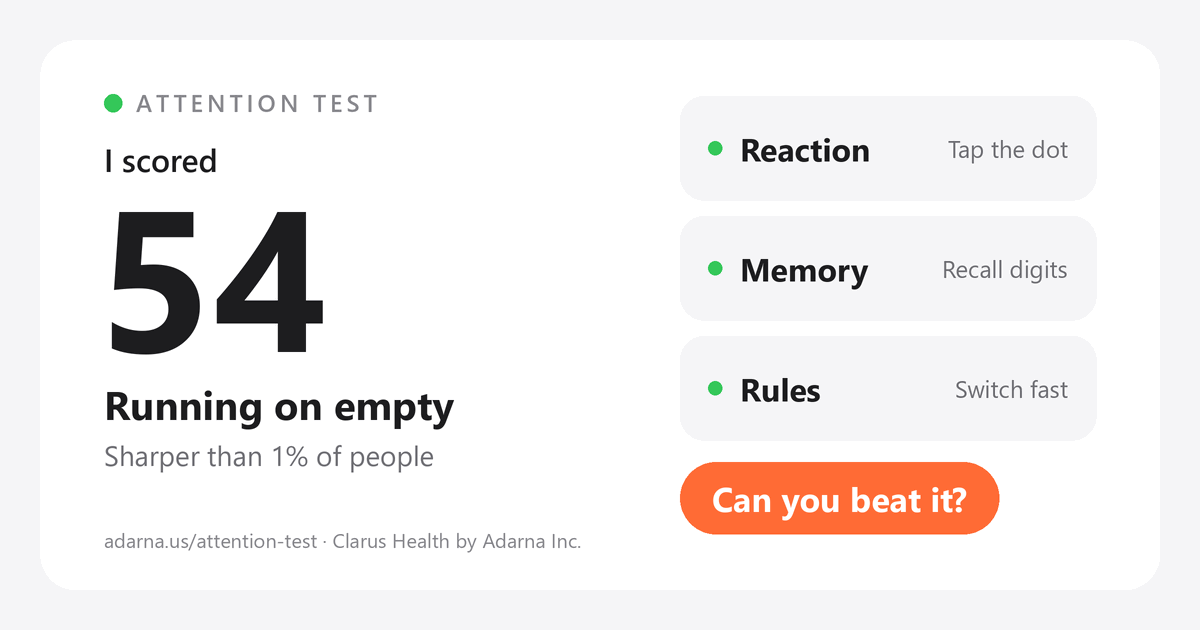 ATTENTION TEST
I scored
54
Running on empty
Sharper than 1% of people
adarna.us/attention-test · Clarus Health by Adarna Inc.
Reaction Tap the dot
Memory Recall digits
Rules Switch fast
Can you beat it?